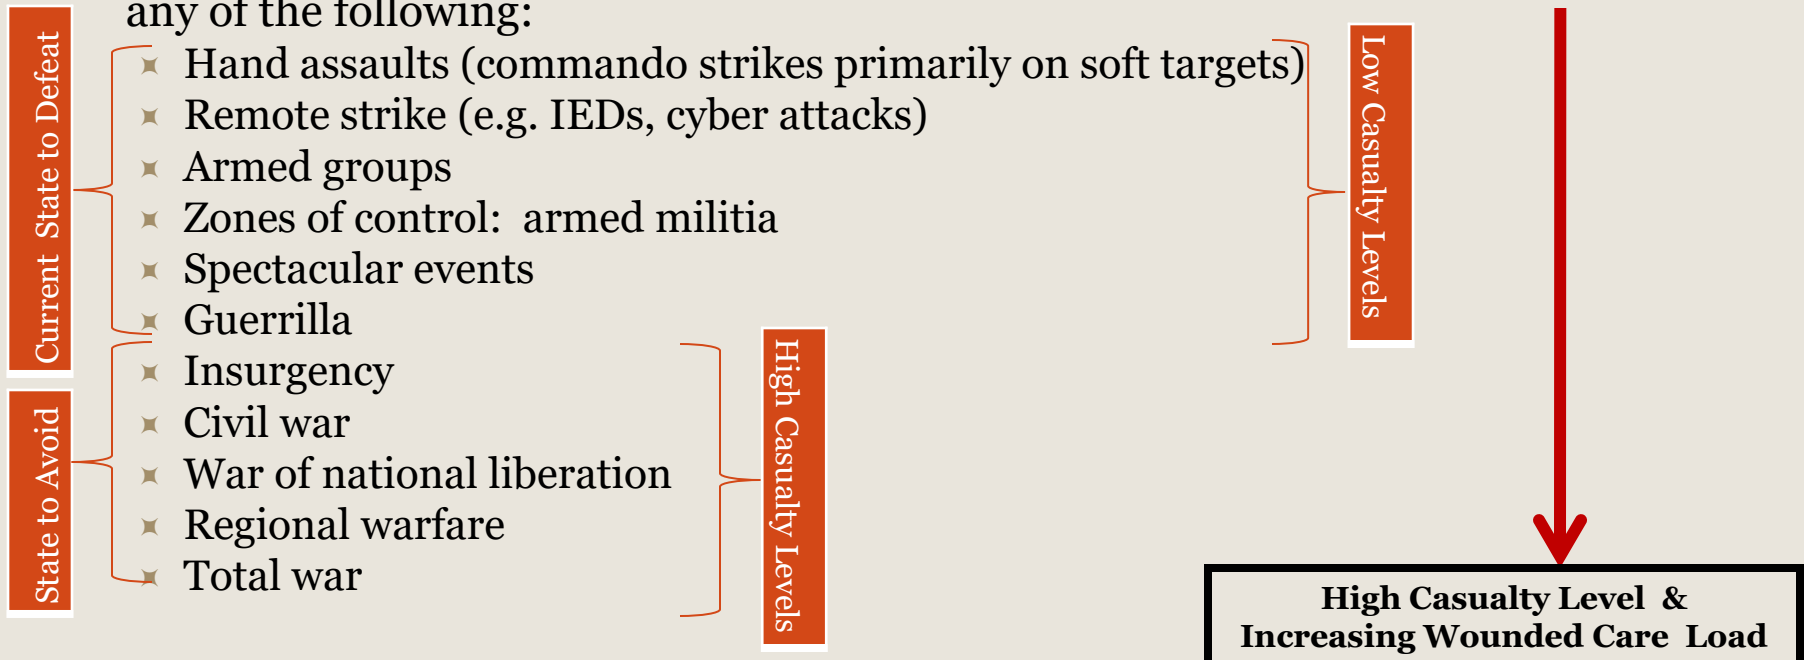 any of the following:
Hand assaults (commando strikes primarily on soft targets)
Remote strike (e.g. IEDs, cyber attacks)
Armed groups
Zones of control:  armed militia
Spectacular events
Guerrilla
Insurgency
Civil war
War of national liberation
Regional warfare
Total war
Current  State to Defeat
State to Avoid
Low Casualty Levels
High Casualty Levels
High Casualty Level  &
Increasing Wounded Care  Load